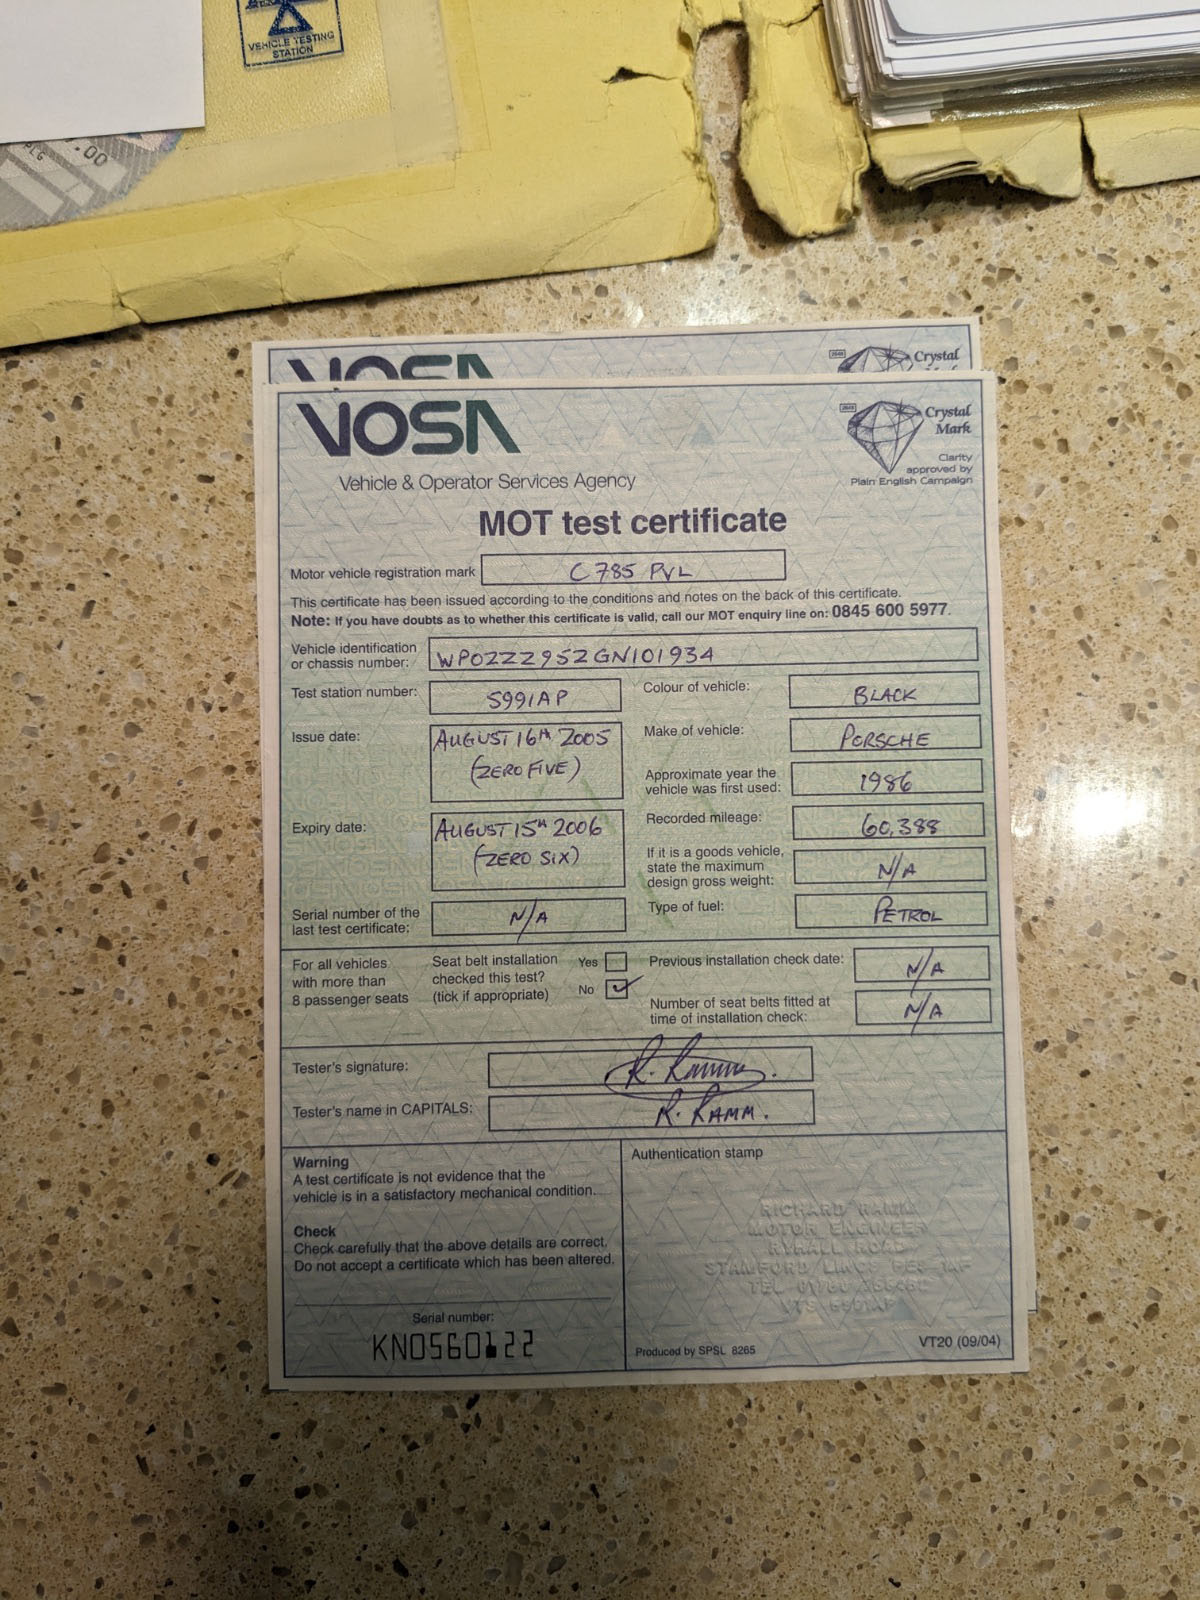 VEHICLE TESTING
STATION
.00
PLG
VOSA
Crystal
VOSA
2648
Crystal
Mark
Clarity
approved by
Plain English Campaign
Vehicle & Operator Services Agency
MOT test certificate
Motor vehicle registration mark C785 PVL
This certificate has been issued according to the conditions and notes on the back of this certificate.
Note: If you have doubts as to whether this certificate is valid, call our MOT enquiry line on: 0845 600 5977.
Vehicle identification
or chassis number: WPOZZZ95ZGN101934
Test station number: S991AP
Colour of vehicle: BLACK
Issue date: AUGUST 16th 2005
(ZERO FIVE)
Make of vehicle: PORSCHE
Approximate year the
vehicle was first used: 1986
Expiry date: AUGUST 15th 2006
(ZERO SIX)
Recorded mileage: 60,388
If it is a goods vehicle,
state the maximum
design gross weight: N/A
Serial number of the
last test certificate: N/A
Type of fuel: PETROL
For all vehicles
with more than
8 passenger seats
Seat belt installation
checked this test?
(tick if appropriate)
Yes
No ✓
Previous installation check date: N/A
Number of seat belts fitted at
time of installation check: N/A
Tester's signature: R. Ramm
Tester's name in CAPITALS: R. RAMM.
Warning
A test certificate is not evidence that the
vehicle is in a satisfactory mechanical condition.
Check
Check carefully that the above details are correct.
Do not accept a certificate which has been altered.
Serial number:
KN0560122
Authentication stamp
RICHARD RAMM
MOTOR ENGINEER
RYHALL ROAD
STAMFORD LINCS
TEL
VTS
Produced by SPSL 8265
VT20 (09/04)